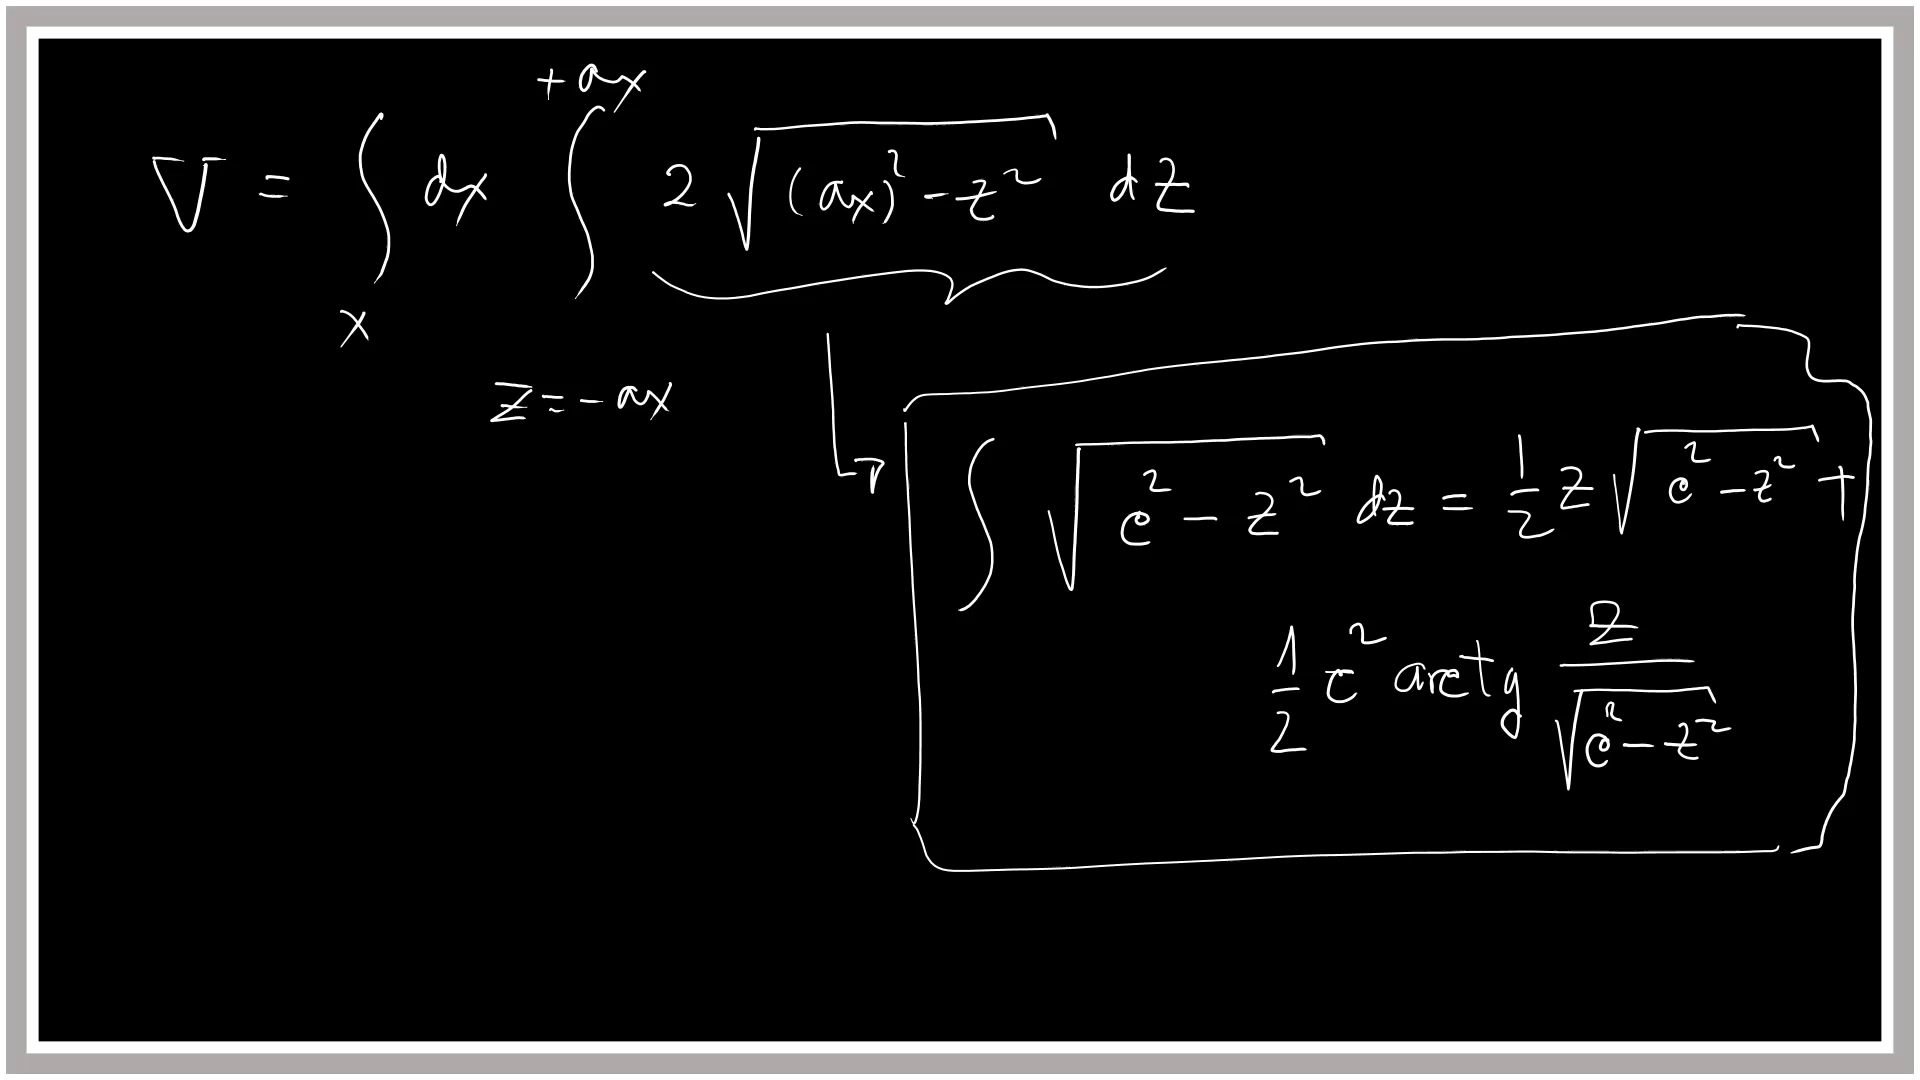 +ax
V = ∫ dx ∫ 2 √((ax)² - z²) dz
x
z = -ax
∫ √(c² - z²) dz = 1/2 z √(c² - z²) +
1/2 c² arctg z/√(c² - z²)